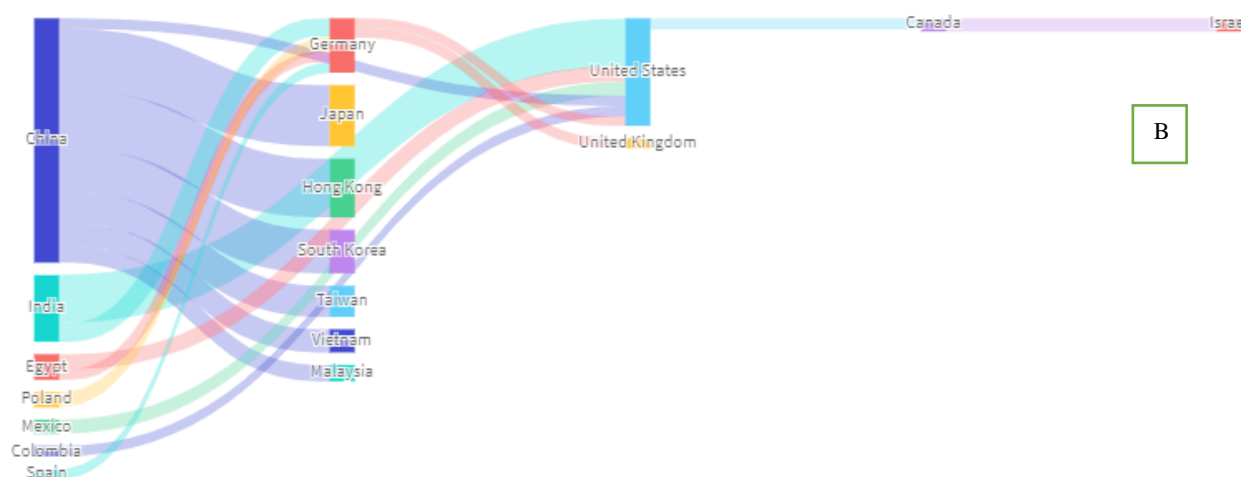 China
India
Egypt
Poland
Mexico
Colombia
Spain
Germany
Japan
Hong Kong
South Korea
Taiwan
Vietnam
Malaysia
United States
United Kingdom
Canada
Israe
B